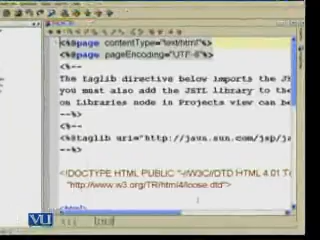 <%@page contentType="text/html"%>
<%@page pageEncoding="UTF-8"%>
<%--
The taglib directive below imports the JS
you must also add the JSTL library to the
on Libraries node in Projects view can be
--%>
<%--
<%@taglib uri="http://java.sun.com/jsp/ja
--%>
<!DOCTYPE HTML PUBLIC "-//W3C//DTD HTML 4.01 T
"http://www.w3.org/TR/html4/loose.dtd">
<html>
VU